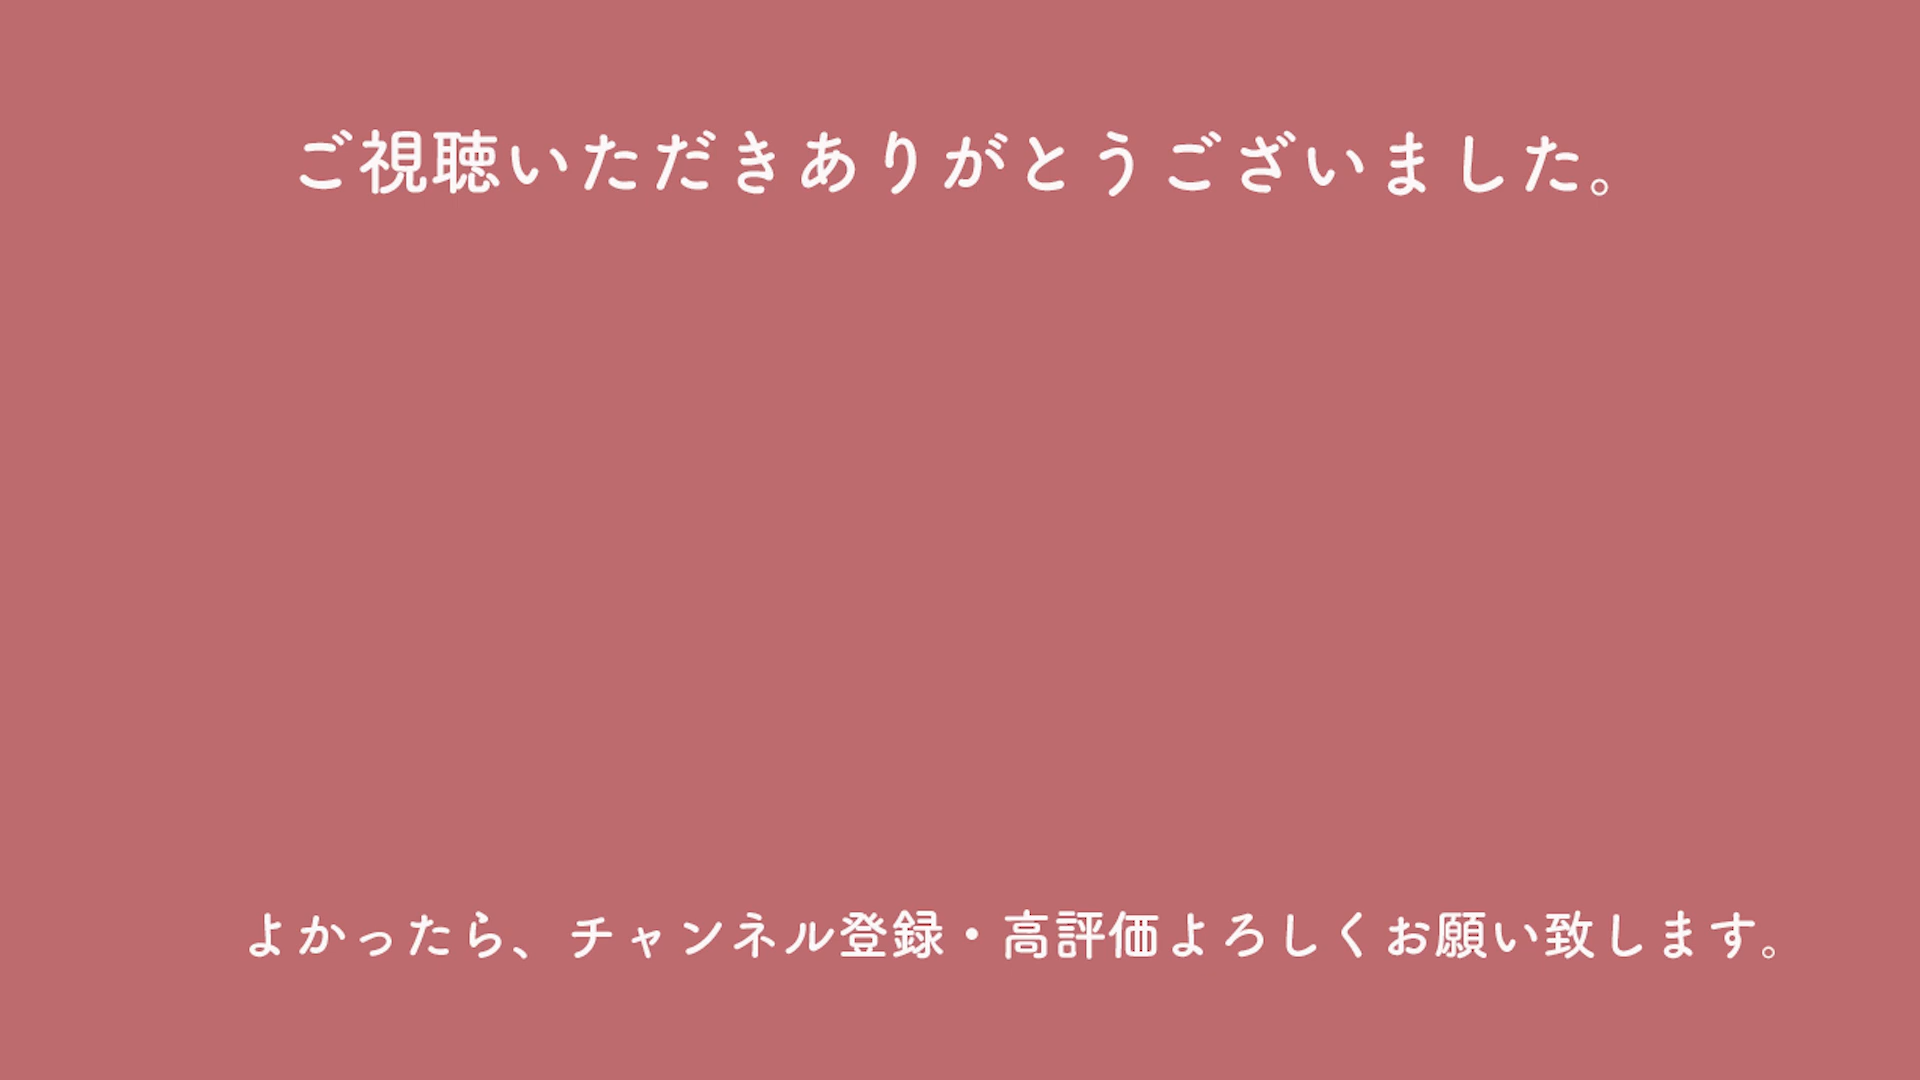 ご視聴いただきありがとうございました。
よかったら、チャンネル登録・高評価よろしくお願い致します。